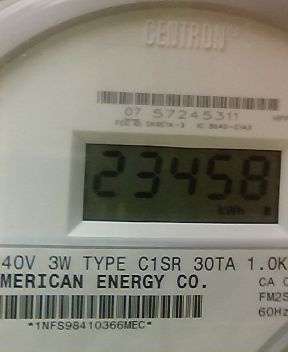 CENTRON®
07 57245311
23458
kWh
40V 3W TYPE C1SR 30TA 1.0K
MERICAN ENERGY CO.
CA 0
FM2S
60Hz
*1NFS98410366MEC*